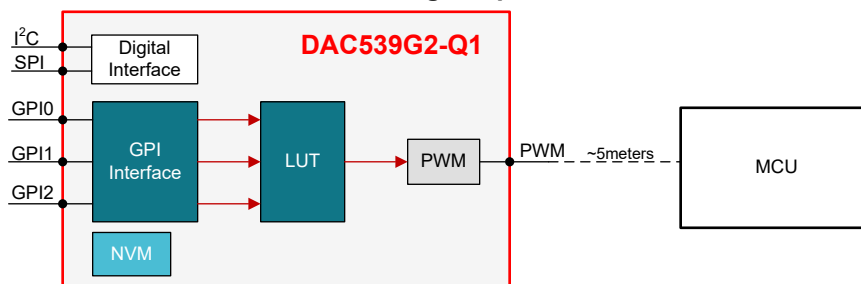 I²C
SPI
Digital
Interface
DAC539G2-Q1
GPI0
GPI1
GPI2
GPI
Interface
LUT
PWM
PWM
~5meters
MCU
NVM